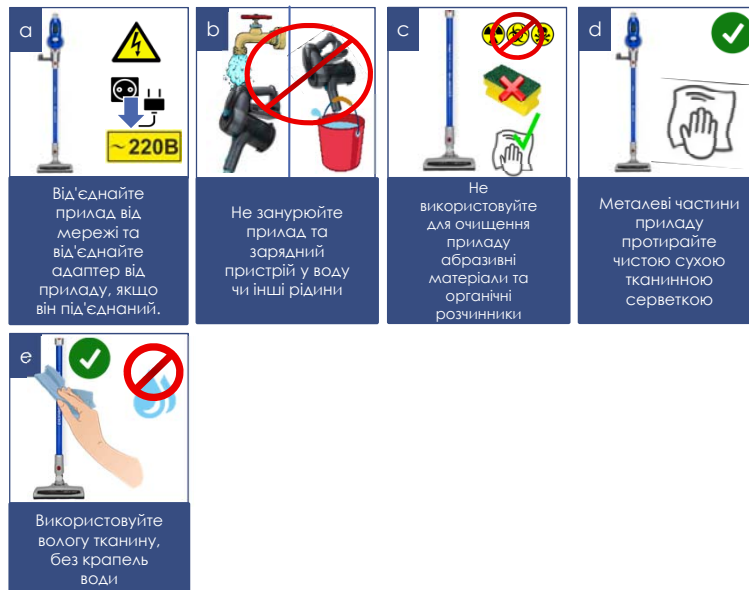 a
~220В
Від'єднайте
прилад від
мережі та
від'єднайте
адаптер від
приладу, якщо
він під'єднаний.
b
Не занурюйте
прилад та
зарядний
пристрій у воду
чи інші рідини
c
Не
використовуйте
для очищення
приладу
абразивні
матеріали та
органічні
розчинники
d
Металеві частини
приладу
протирайте
чистою сухою
тканинною
серветкою
e
Використовуйте
вологу тканину,
без крапель
води